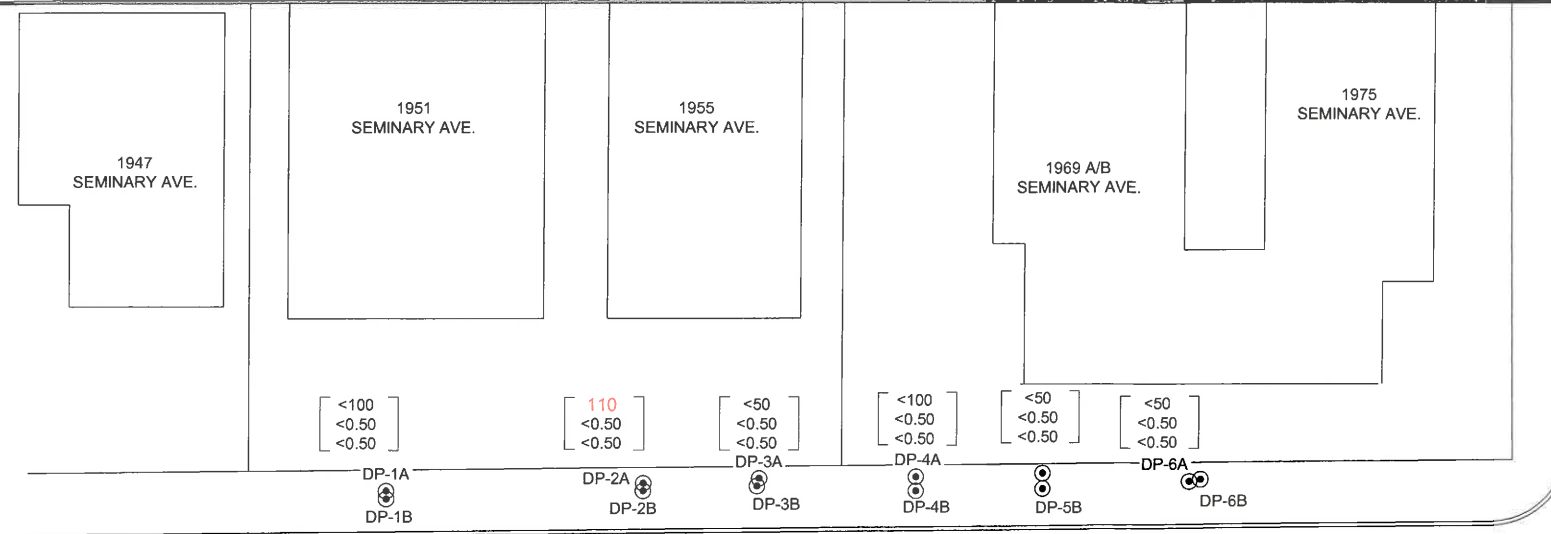 1947
SEMINARY AVE.
1951
SEMINARY AVE.
1955
SEMINARY AVE.
1969 A/B
SEMINARY AVE.
1975
SEMINARY AVE.
<100
<0.50
<0.50
110
<0.50
<0.50
<50
<0.50
<0.50
<100
<0.50
<0.50
<50
<0.50
<0.50
<50
<0.50
<0.50
DP-1A
DP-1B
DP-2A
DP-2B
DP-3A
DP-3B
DP-4A
DP-4B
DP-5B
DP-6A
DP-6B